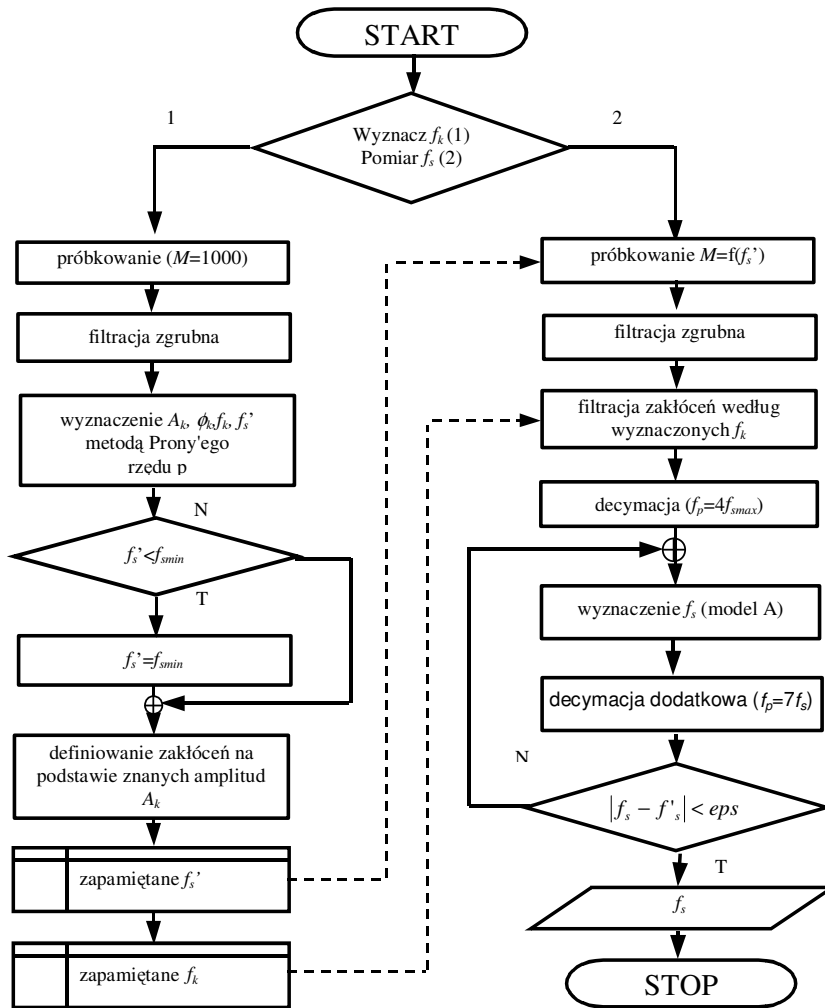 START
1
2
Wyznacz fk (1)
Pomiar fs (2)
próbkowanie (M=1000)
filtracja zgrubna
wyznaczenie Ak, ϕk,fk, fs’
metodą Prony'ego
rzędu p
N
fs’<fsmin
T
fs’=fsmin
definiowanie zakłóceń na
podstawie znanych amplitud
Ak
zapamiętane fs’
zapamiętane fk
próbkowanie M=f(fs’)
filtracja zgrubna
filtracja zakłóceń według
wyznaczonych fk
decymacja (fp=4fsmax)
wyznaczenie fs (model A)
decymacja dodatkowa (fp=7fs)
N
|fs − f's| < eps
T
fs
STOP